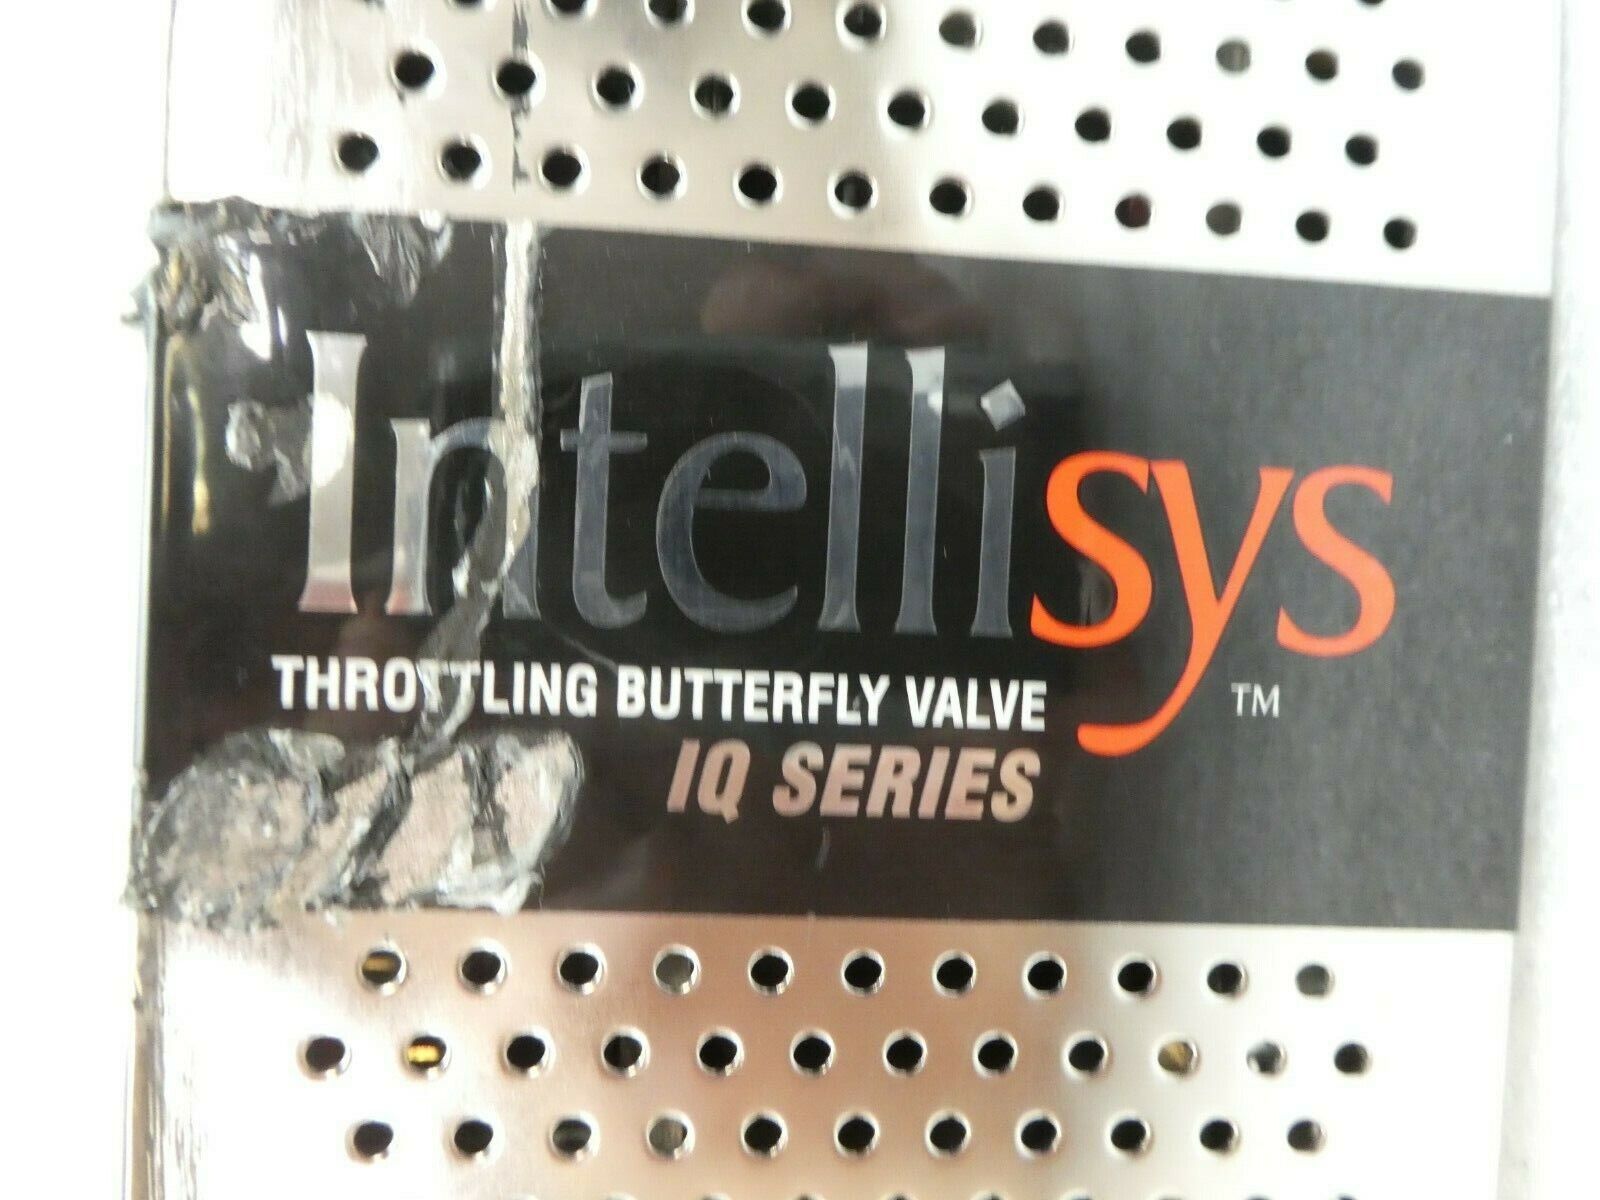 Intellisys
THROTTLING BUTTERFLY VALVE
TM
IQ SERIES